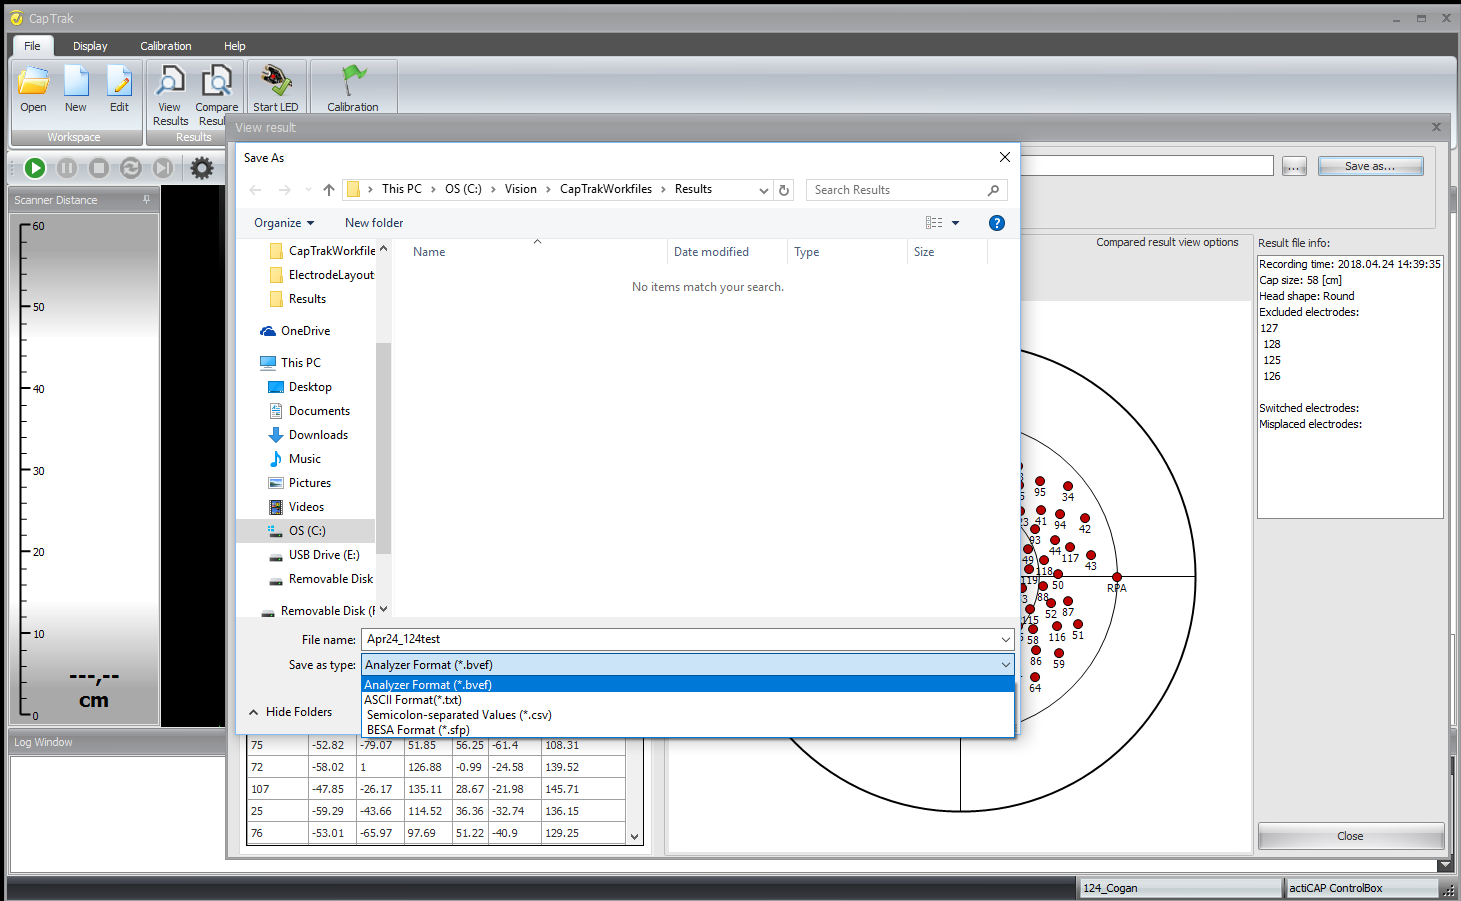 CapTrak
File Display Calibration Help
Open New Edit View Results Compare Resu Start LED Calibration
Workspace Results
View result
Save As
This PC > OS (C:) > Vision > CapTrakWorkfiles > Results
Search Results
... Save as...
Organize New folder
Scanner Distance
60
50
40
30
20
10
0
---,--
cm
CapTrakWorkfile
ElectrodeLayout
Results
OneDrive
This PC
Desktop
Documents
Downloads
Music
Pictures
Videos
OS (C:)
USB Drive (E:)
Removable Disk
Removable Disk (F
Name Date modified Type Size
No items match your search.
File name: Apr24_124test
Save as type: Analyzer Format (*.bvef)
Analyzer Format (*.bvef)
ASCII Format(*.txt)
Semicolon-separated Values (*.csv)
BESA Format (*.sfp)
Hide Folders
Compared result view options
Result file info:
Recording time: 2018.04.24 14:39:35
Cap size: 58 [cm]
Head shape: Round
Excluded electrodes:
127
128
125
126
Switched electrodes:
Misplaced electrodes:
95 34
41 94 42
93
44 117
49 118 43
119 50 RPA
88
52 87
115
58 116 51
86 59
64
Log Window
75 -52.82 -79.07 51.85 56.25 -61.4 108.31
72 -58.02 1 126.88 -0.99 -24.58 139.52
107 -47.85 -26.17 135.11 28.67 -21.98 145.71
25 -59.29 -43.66 114.52 36.36 -32.74 136.15
76 -53.01 -65.97 97.69 51.22 -40.9 129.25
Close
124_Cogan actiCAP ControlBox